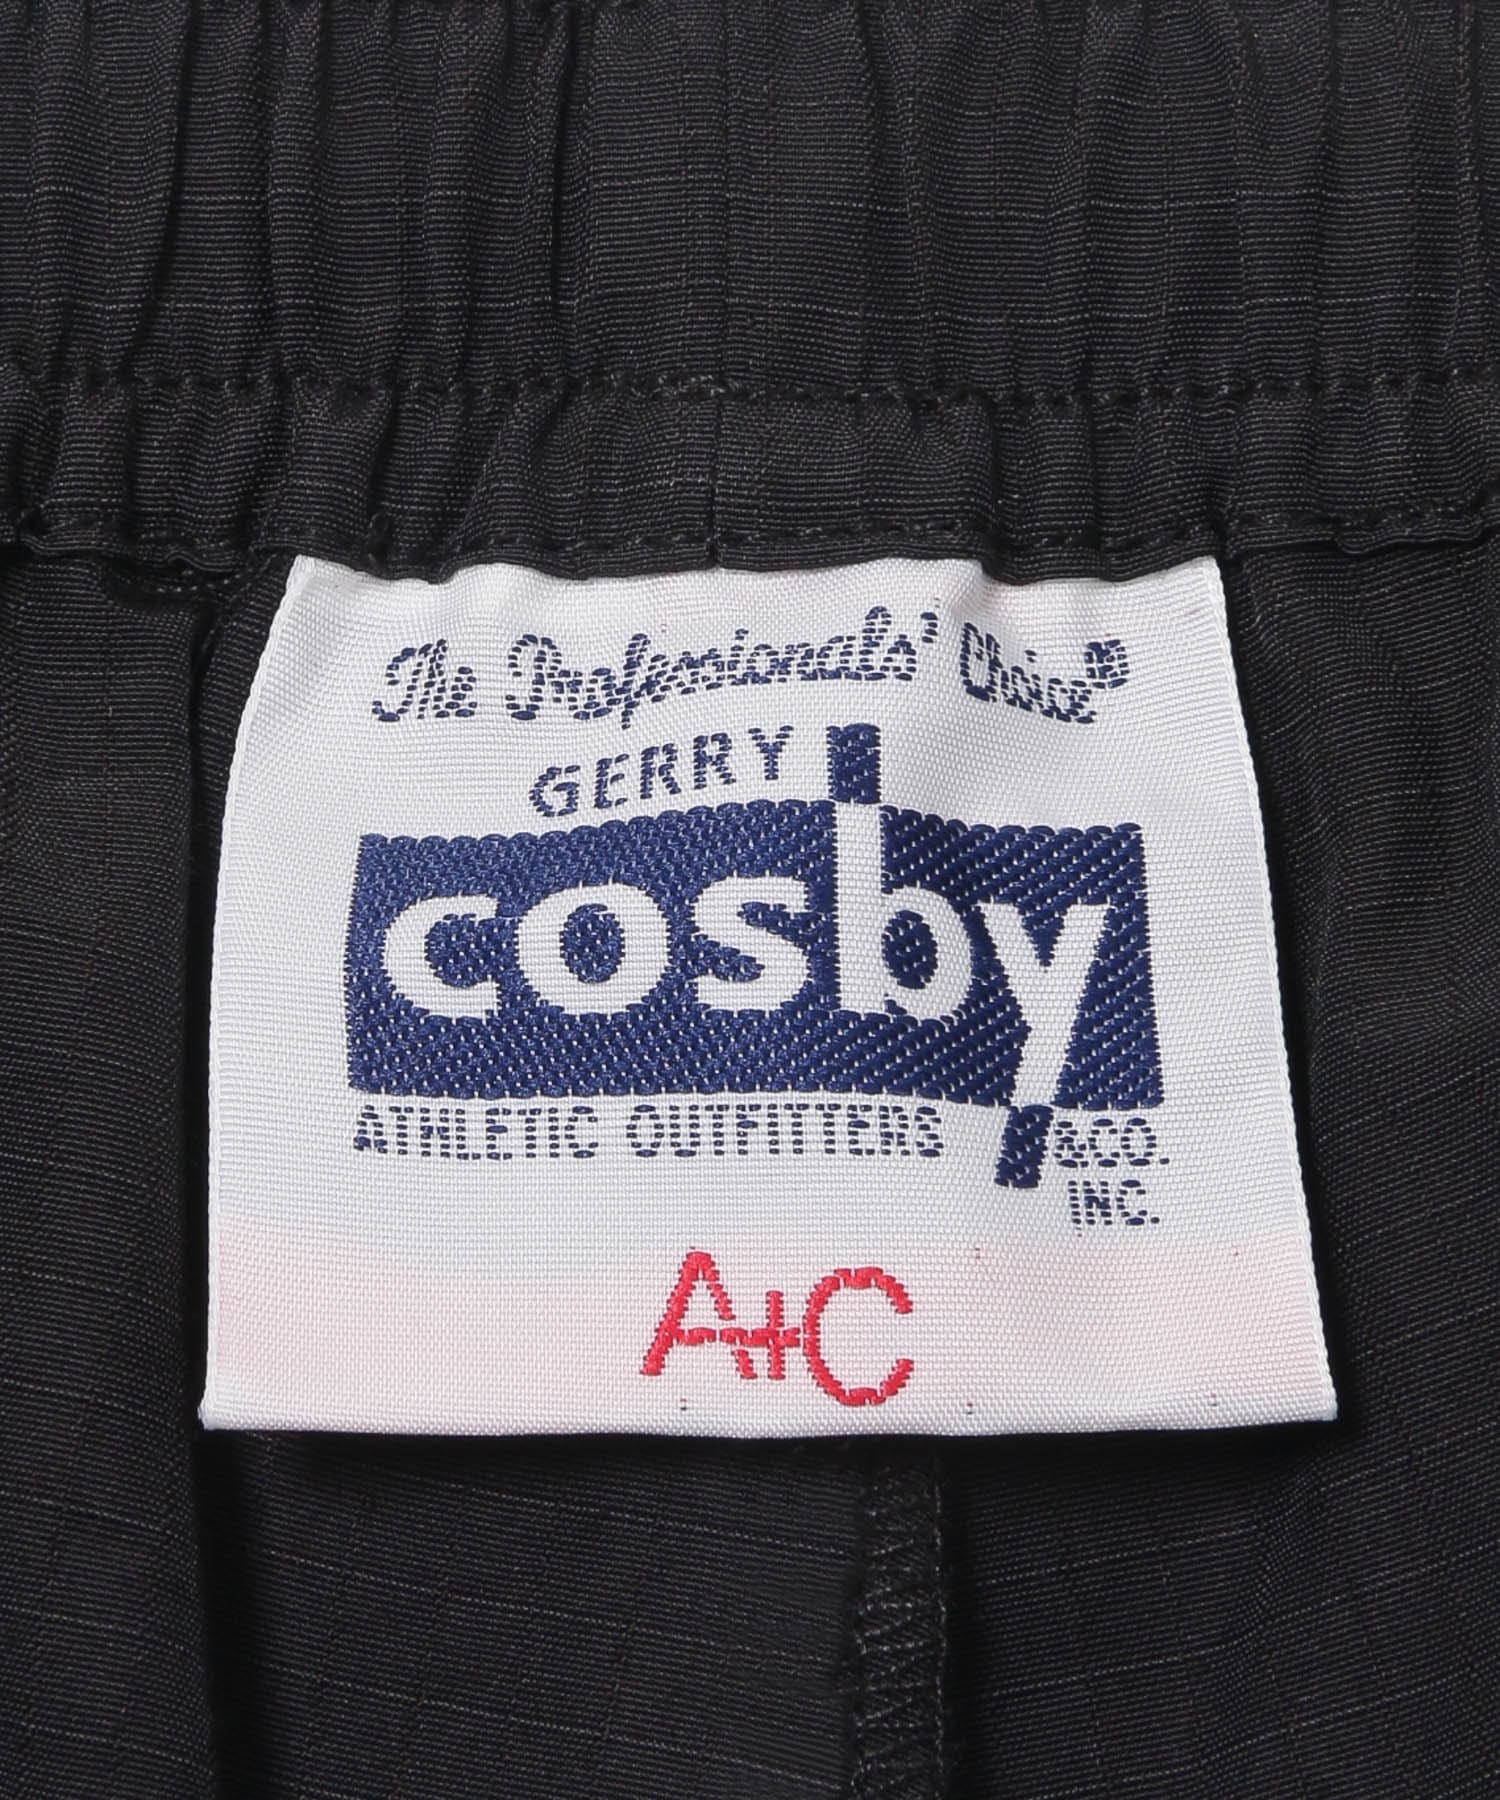 The Professionals' Choice®
GERRY
cosby
ATHLETIC OUTFITTERS &CO.
INC.
A+C